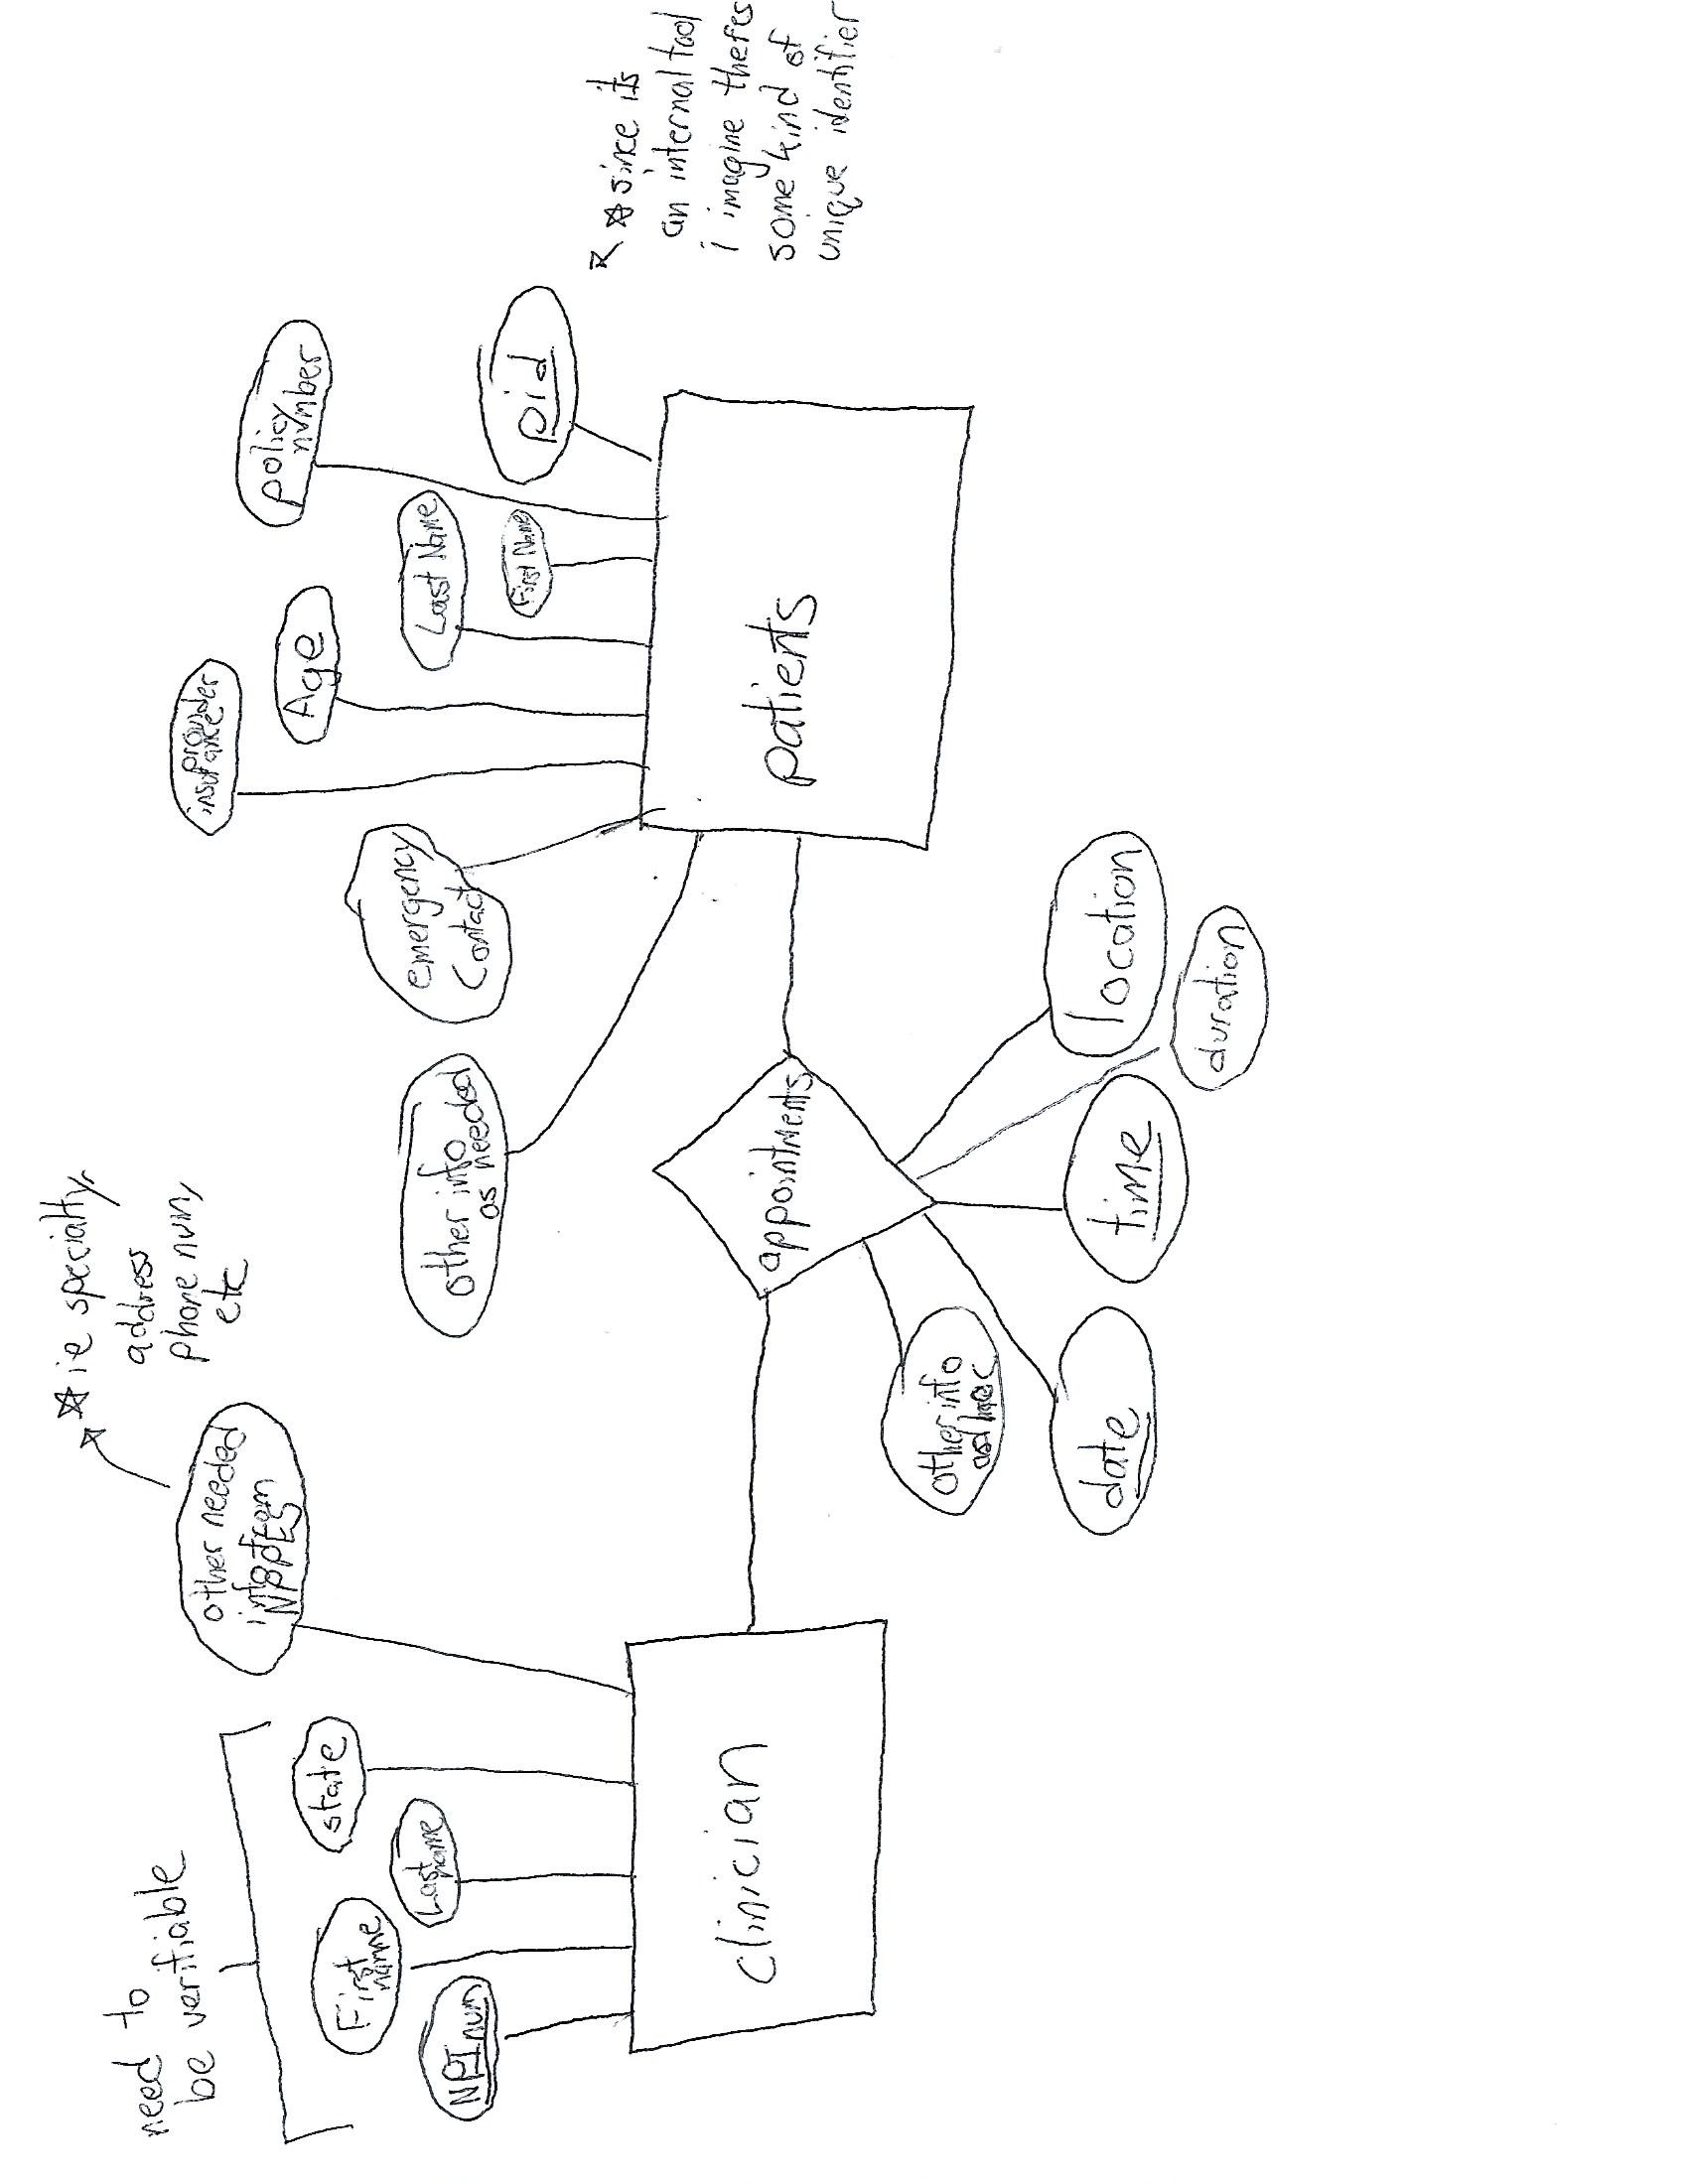 need to
be verifiable
☆ ie specialty,
address
phone num,
etc
other needed
info from
NPPES
state
First
name
Last
name
NPI num
clinician
provider
insurance
Age
policy
number
emergency
Contact
other info
as needed
Last Name
First Name
pid
☆ since its
an internal tool
i imagine theres
some kind of
unique identifier
patients
appointments
other info
date
time
location
duration